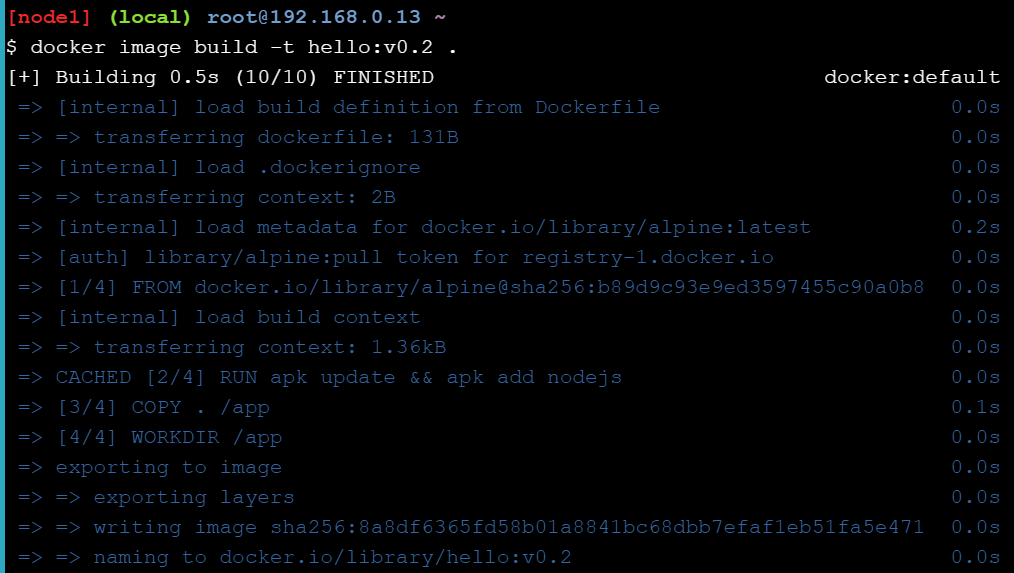 [node1] (local) root@192.168.0.13 ~
$ docker image build -t hello:v0.2 .
[+] Building 0.5s (10/10) FINISHED docker:default
=> [internal] load build definition from Dockerfile 0.0s
=> => transferring dockerfile: 131B 0.0s
=> [internal] load .dockerignore 0.0s
=> => transferring context: 2B 0.0s
=> [internal] load metadata for docker.io/library/alpine:latest 0.2s
=> [auth] library/alpine:pull token for registry-1.docker.io 0.0s
=> [1/4] FROM docker.io/library/alpine@sha256:b89d9c93e9ed3597455c90a0b8 0.0s
=> [internal] load build context 0.0s
=> => transferring context: 1.36kB 0.0s
=> CACHED [2/4] RUN apk update && apk add nodejs 0.0s
=> [3/4] COPY . /app 0.1s
=> [4/4] WORKDIR /app 0.0s
=> exporting to image 0.0s
=> => exporting layers 0.0s
=> => writing image sha256:8a8df6365fd58b01a8841bc68dbb7efaf1eb51fa5e471 0.0s
=> => naming to docker.io/library/hello:v0.2 0.0s